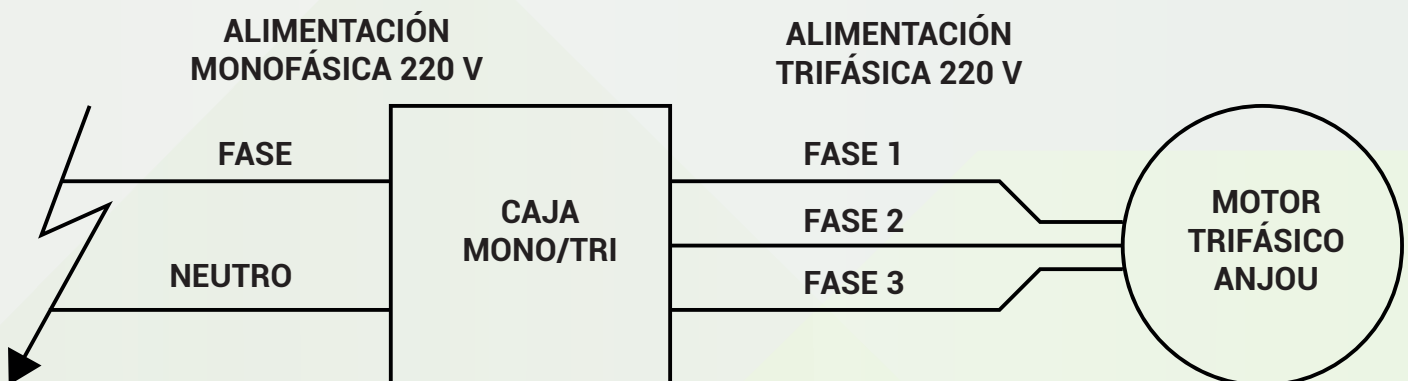 ALIMENTACIÓN
MONOFÁSICA 220 V
ALIMENTACIÓN
TRIFÁSICA 220 V
FASE
NEUTRO
CAJA
MONO/TRI
FASE 1
FASE 2
FASE 3
MOTOR
TRIFÁSICO
ANJOU